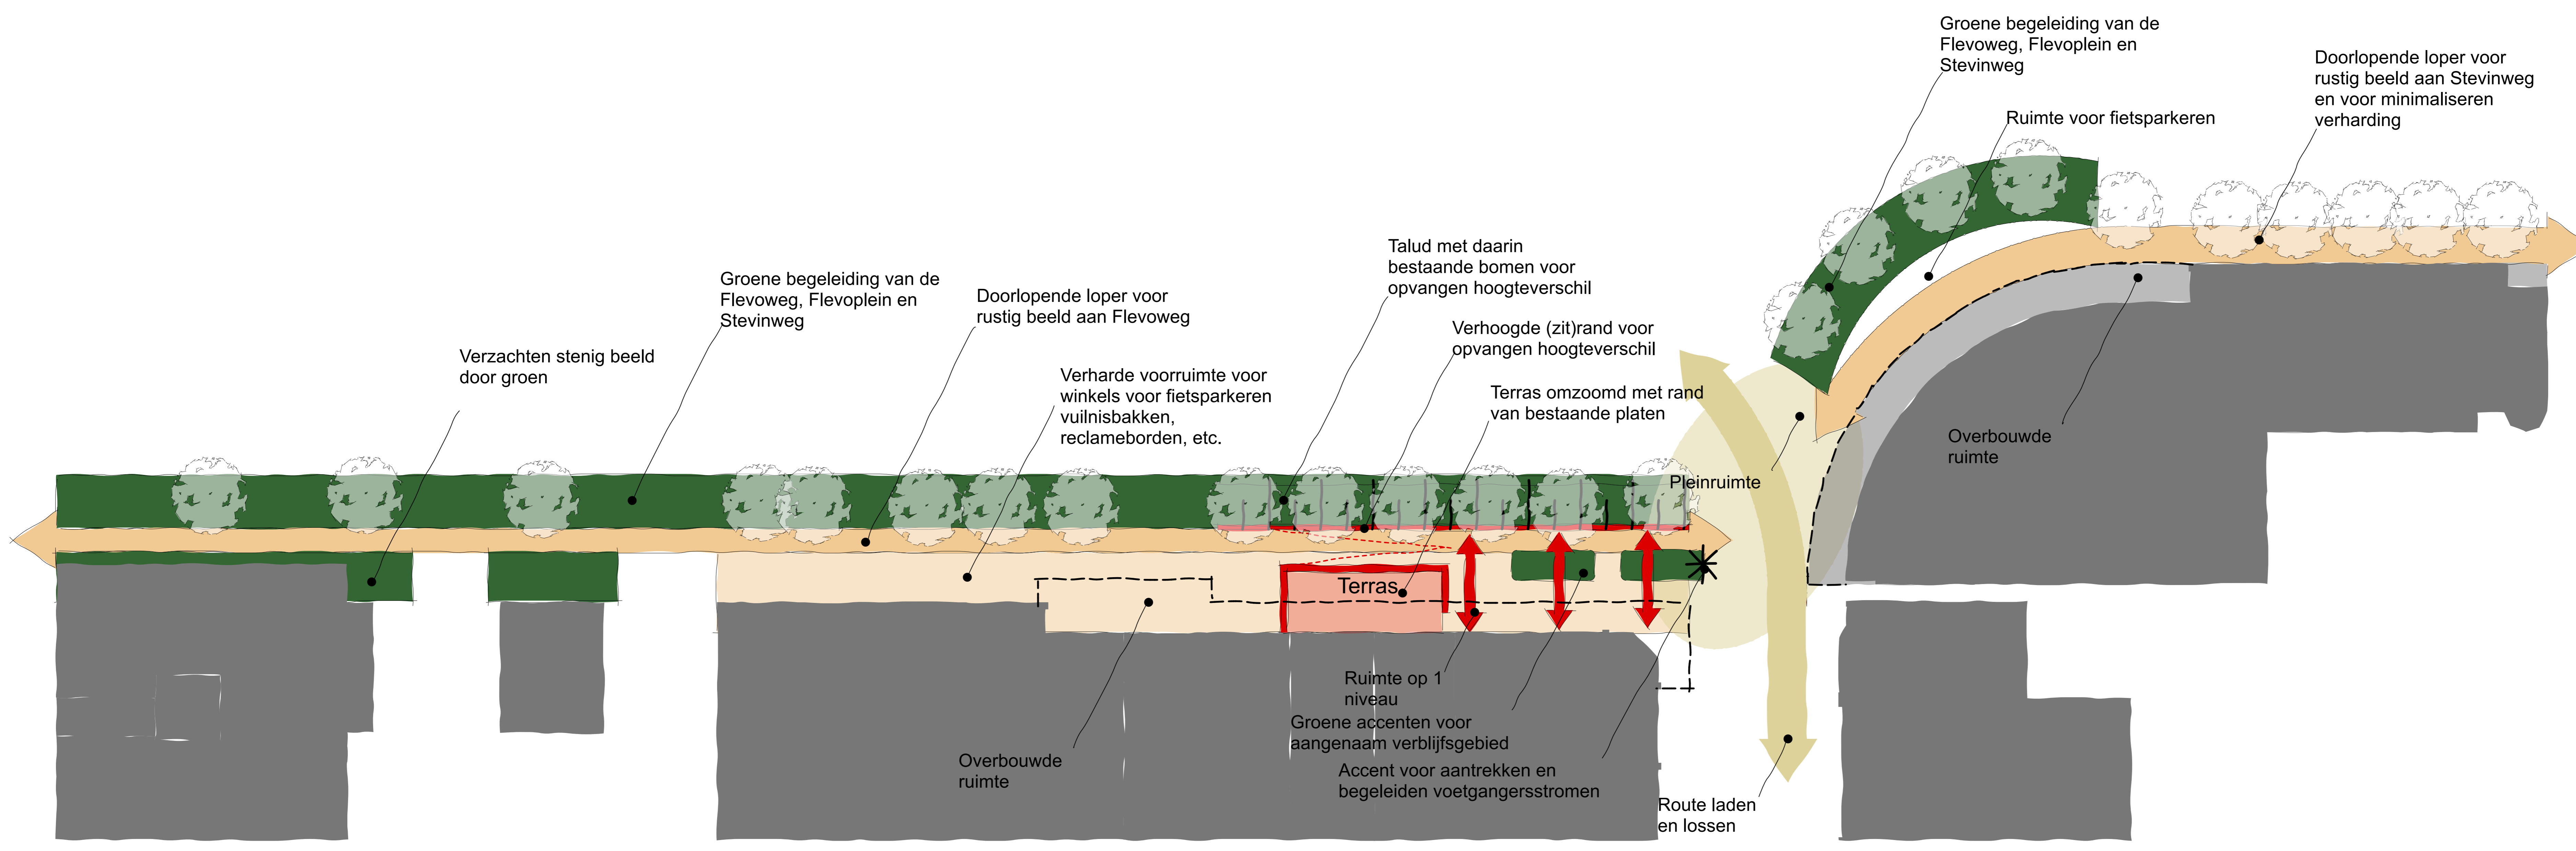 Groene begeleiding van de
Flevoweg, Flevoplein en
Stevinweg
Doorlopende loper voor
rustig beeld aan Stevinweg
en voor minimaliseren
verharding
Ruimte voor fietsparkeren
Talud met daarin
bestaande bomen voor
opvangen hoogteverschil
Groene begeleiding van de
Flevoweg, Flevoplein en
Stevinweg
Doorlopende loper voor
rustig beeld aan Flevoweg
Verhoogde (zit)rand voor
opvangen hoogteverschil
Verzachten stenig beeld
door groen
Verharde voorruimte voor
winkels voor fietsparkeren
vuilnisbakken,
reclameborden, etc.
Terras omzoomd met rand
van bestaande platen
Overbouwde
ruimte
Pleinruimte
Terras
Ruimte op 1
niveau
Groene accenten voor
aangenaam verblijfsgebied
Overbouwde
ruimte
Accent voor aantrekken en
begeleiden voetgangersstromen
Route laden
en lossen